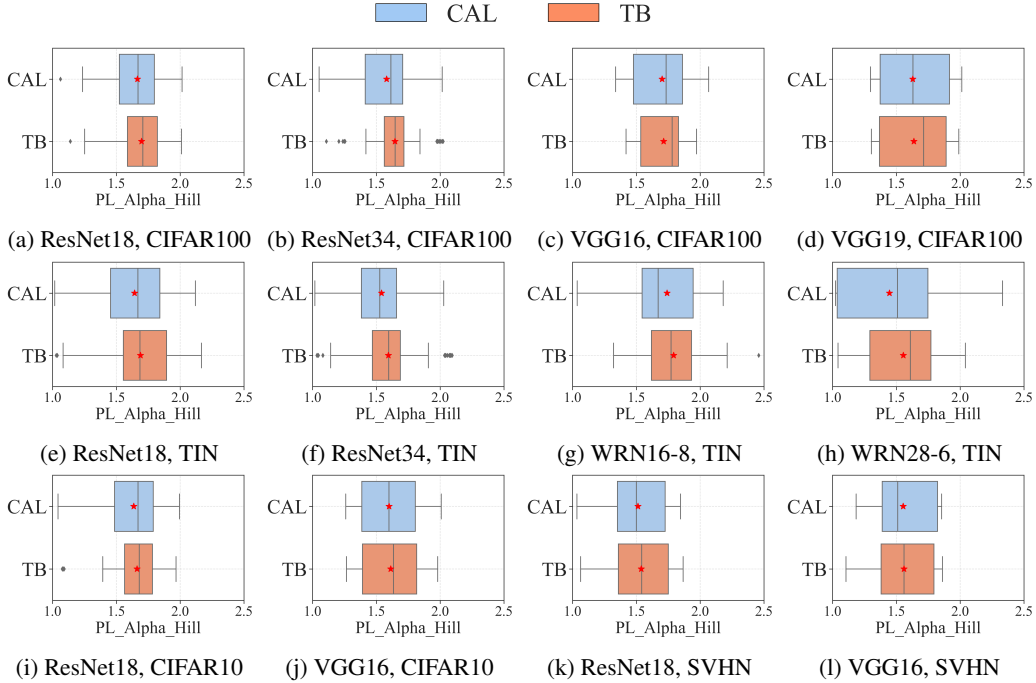 CAL TB
CAL CAL CAL CAL
TB TB TB TB
1.0 1.5 2.0 2.5 1.0 1.5 2.0 2.5 1.0 1.5 2.0 2.5 1.0 1.5 2.0 2.5
PL_Alpha_Hill PL_Alpha_Hill PL_Alpha_Hill PL_Alpha_Hill
(a) ResNet18, CIFAR100 (b) ResNet34, CIFAR100 (c) VGG16, CIFAR100 (d) VGG19, CIFAR100
CAL CAL CAL CAL
TB TB TB TB
1.0 1.5 2.0 2.5 1.0 1.5 2.0 2.5 1.0 1.5 2.0 2.5 1.0 1.5 2.0 2.5
PL_Alpha_Hill PL_Alpha_Hill PL_Alpha_Hill PL_Alpha_Hill
(e) ResNet18, TIN (f) ResNet34, TIN (g) WRN16-8, TIN (h) WRN28-6, TIN
CAL CAL CAL CAL
TB TB TB TB
1.0 1.5 2.0 2.5 1.0 1.5 2.0 2.5 1.0 1.5 2.0 2.5 1.0 1.5 2.0 2.5
PL_Alpha_Hill PL_Alpha_Hill PL_Alpha_Hill PL_Alpha_Hill
(i) ResNet18, CIFAR10 (j) VGG16, CIFAR10 (k) ResNet18, SVHN (l) VGG16, SVHN